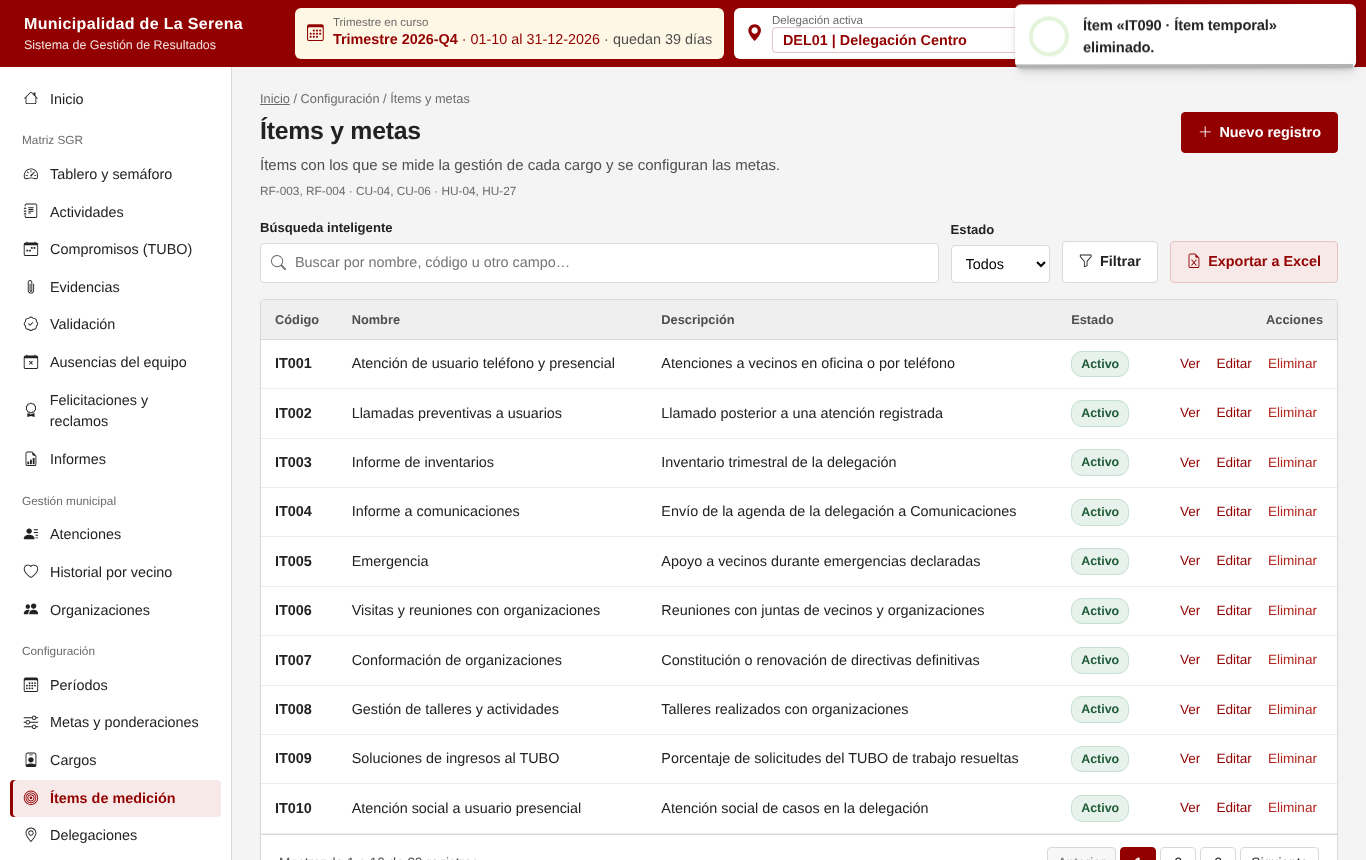 Municipalidad de La Serena
Sistema de Gestión de Resultados
Trimestre en curso
Trimestre 2026-Q4 · 01-10 al 31-12-2026 · quedan 39 días
Delegación activa
DEL01 | Delegación Centro
Ítem «IT090 · Ítem temporal»
eliminado.
Inicio
Matriz SGR
Tablero y semáforo
Actividades
Compromisos (TUBO)
Evidencias
Validación
Ausencias del equipo
Felicitaciones y
reclamos
Informes
Gestión municipal
Atenciones
Historial por vecino
Organizaciones
Configuración
Períodos
Metas y ponderaciones
Cargos
Ítems de medición
Delegaciones
Inicio / Configuración / Ítems y metas
Ítems y metas
Nuevo registro
Ítems con los que se mide la gestión de cada cargo y se configuran las metas.
RF-003, RF-004 · CU-04, CU-06 · HU-04, HU-27
Búsqueda inteligente
Estado
Buscar por nombre, código u otro campo…
Todos
Filtrar
Exportar a Excel
Código Nombre Descripción Estado Acciones
IT001 Atención de usuario teléfono y presencial Atenciones a vecinos en oficina o por teléfono Activo Ver Editar Eliminar
IT002 Llamadas preventivas a usuarios Llamado posterior a una atención registrada Activo Ver Editar Eliminar
IT003 Informe de inventarios Inventario trimestral de la delegación Activo Ver Editar Eliminar
IT004 Informe a comunicaciones Envío de la agenda de la delegación a Comunicaciones Activo Ver Editar Eliminar
IT005 Emergencia Apoyo a vecinos durante emergencias declaradas Activo Ver Editar Eliminar
IT006 Visitas y reuniones con organizaciones Reuniones con juntas de vecinos y organizaciones Activo Ver Editar Eliminar
IT007 Conformación de organizaciones Constitución o renovación de directivas definitivas Activo Ver Editar Eliminar
IT008 Gestión de talleres y actividades Talleres realizados con organizaciones Activo Ver Editar Eliminar
IT009 Soluciones de ingresos al TUBO Porcentaje de solicitudes del TUBO de trabajo resueltas Activo Ver Editar Eliminar
IT010 Atención social a usuario presencial Atención social de casos en la delegación Activo Ver Editar Eliminar